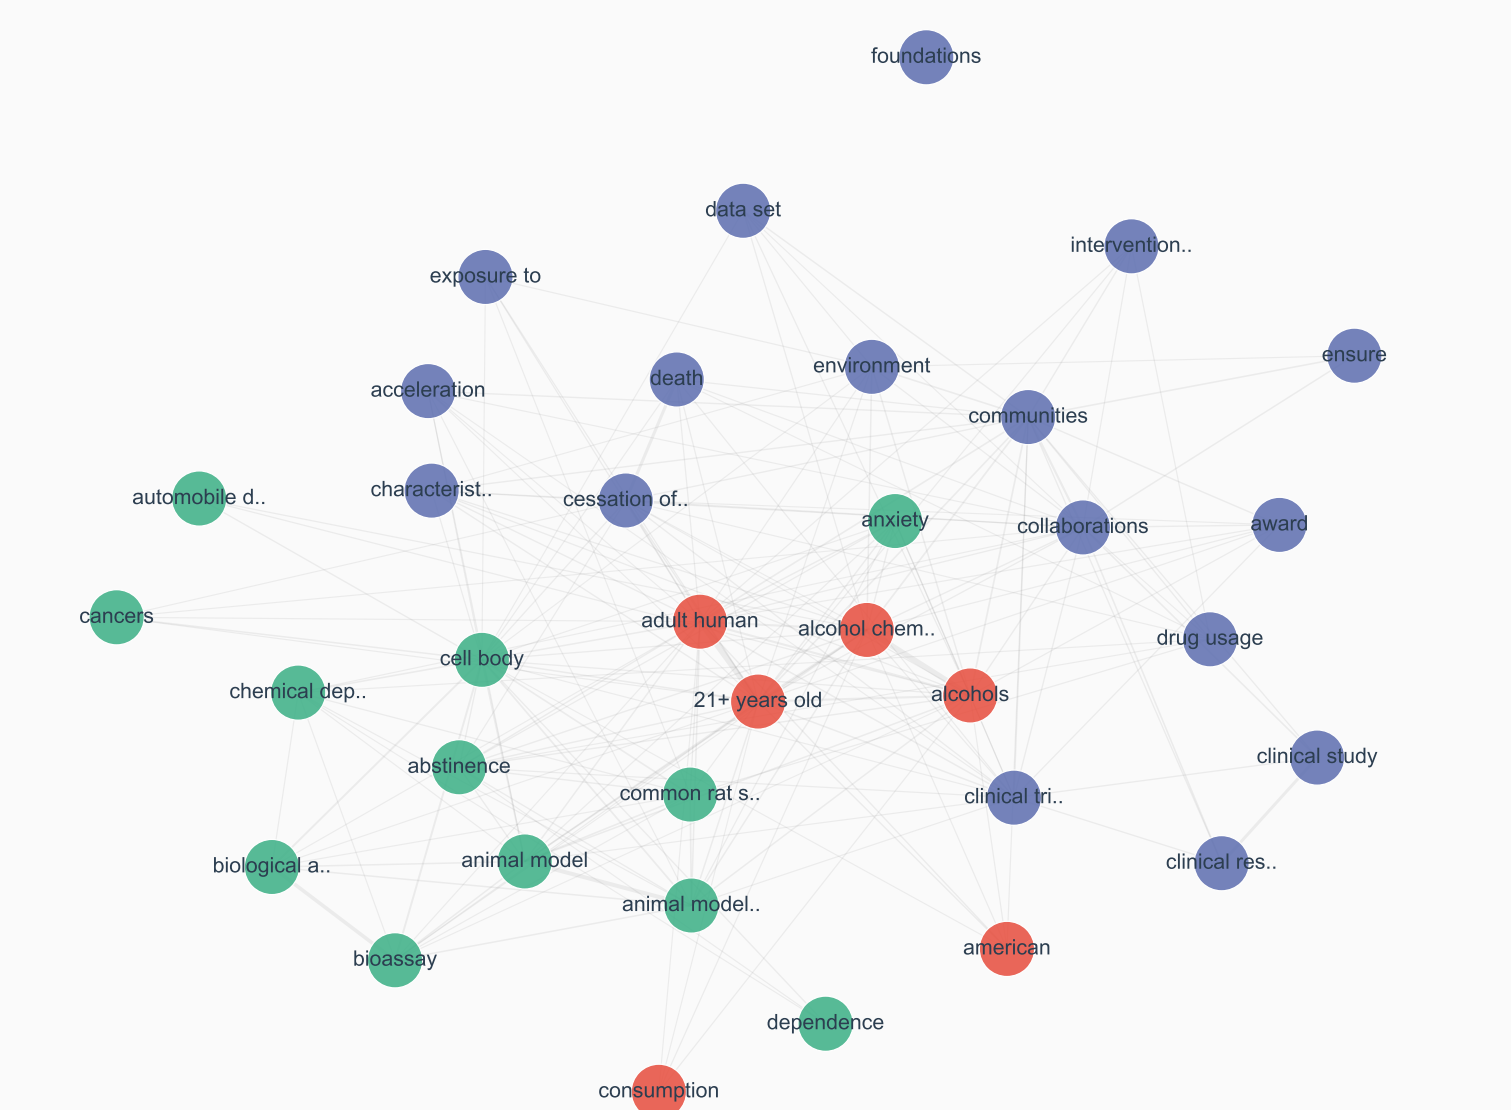 foundations
data set
intervention..
exposure to
ensure
environment
death
acceleration
communities
characterist..
automobile d..
cessation of..
anxiety
collaborations
award
cancers
adult human
alcohol chem..
drug usage
cell body
chemical dep..
21+ years old
alcohols
clinical study
abstinence
common rat s..
clinical tri..
biological a..
animal model
clinical res..
animal model..
american
bioassay
dependence
consumption